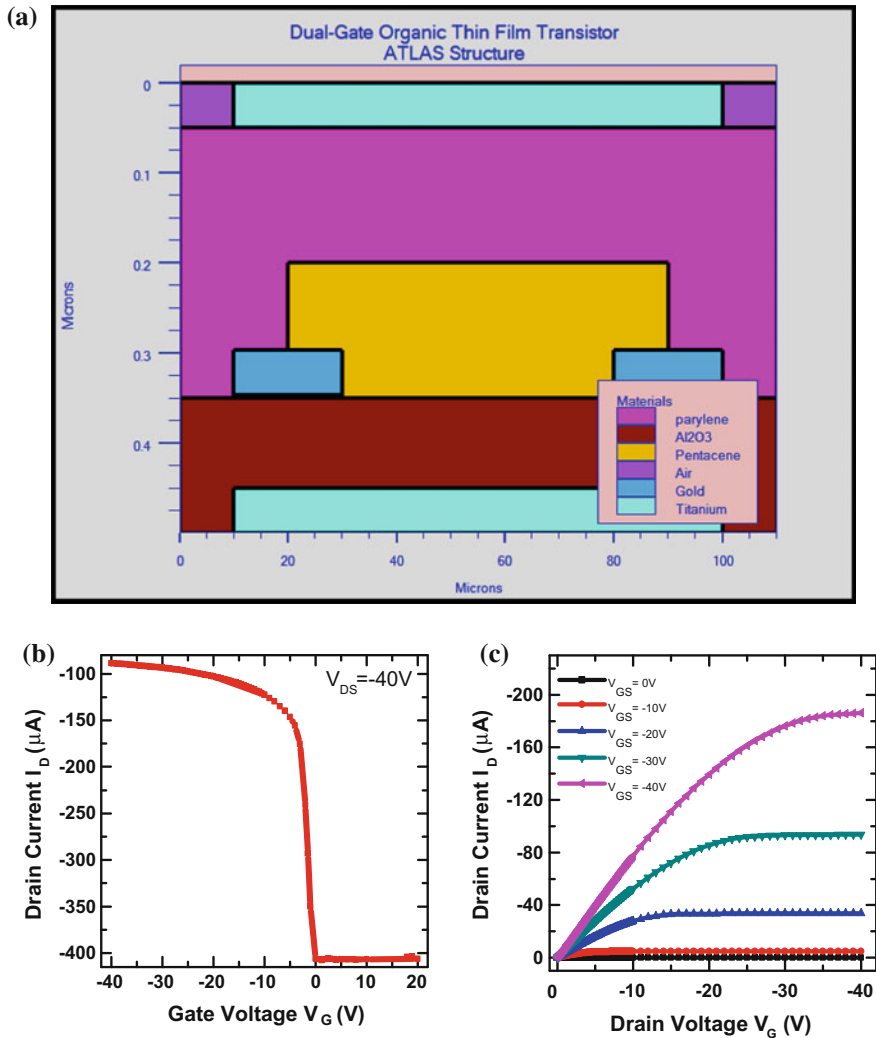 (a)
Dual-Gate Organic Thin Film Transistor
ATLAS Structure
0
0.1
0.2
0.3
0.4
Microns
0 20 40 60 80 100
Microns
Materials
parylene
Al2O3
Pentacene
Air
Gold
Titanium
(b)
V_DS=-40V
Drain Current I_D (μA)
-100
-150
-200
-250
-300
-350
-400
-40 -30 -20 -10 0 10 20
Gate Voltage V_G (V)
(c)
V_GS= 0V
V_GS= -10V
V_GS= -20V
V_GS= -30V
V_GS= -40V
Drain Current I_D (μA)
-200
-160
-120
-80
-40
0
0 -10 -20 -30 -40
Drain Voltage V_G (V)